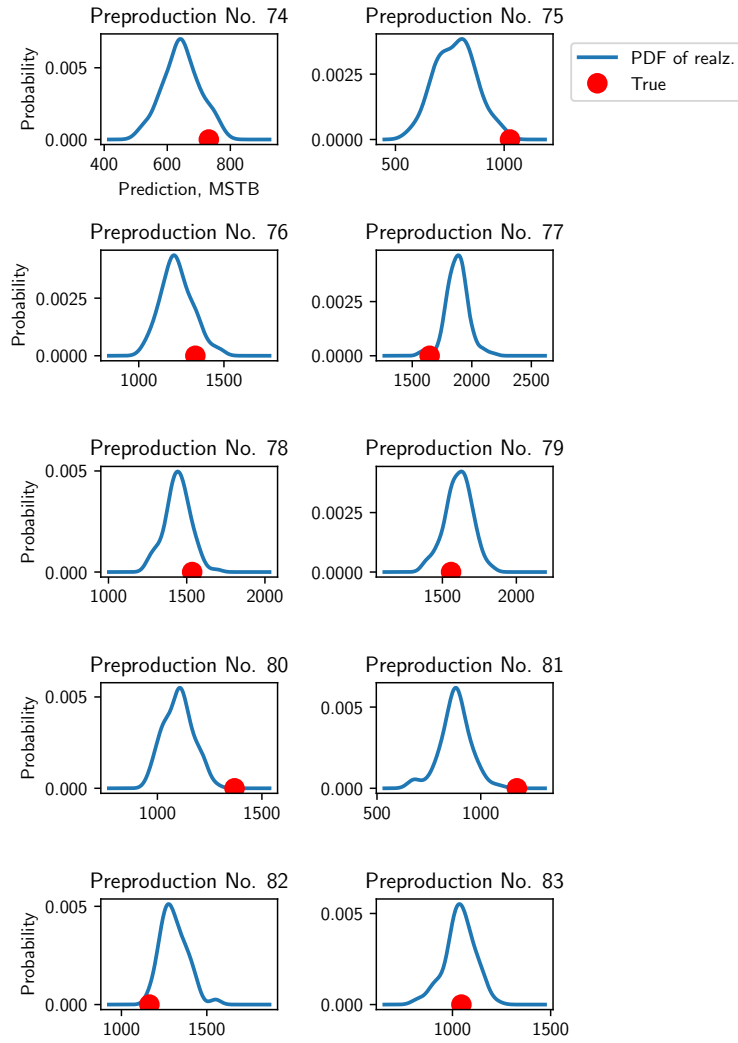 Preproduction No. 74
Preproduction No. 75
PDF of realz.
True
Probability
0.005
0.000
400 600 800
Prediction, MSTB
0.0025
0.0000
500 1000
Preproduction No. 76
Preproduction No. 77
Probability
0.0025
0.0000
1000 1500
0.0025
0.0000
1500 2000 2500
Preproduction No. 78
Preproduction No. 79
Probability
0.005
0.000
1000 1500 2000
0.0025
0.0000
1500 2000
Preproduction No. 80
Preproduction No. 81
Probability
0.005
0.000
1000 1500
0.005
0.000
500 1000
Preproduction No. 82
Preproduction No. 83
Probability
0.005
0.000
1000 1500
0.005
0.000
1000 1500